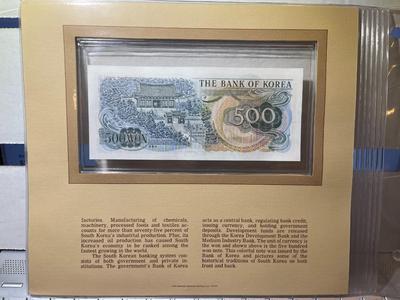 THE BANK OF KOREA
500
500 WON
factories. Manufacturing of chemicals,
machinery, processed foods and textiles ac-
counts for more than seventy-five percent of
South Korea's industrial production. Plus, its
increased oil production has caused South
Korea's economy to be ranked among the
fastest growing in the world.
The South Korean banking system con-
sists of both government and private in-
stitutions. The government's Bank of Korea
acts as a central bank, regulating bank credit,
issuing currency, and holding government
deposits. Development funds are released
through the Korea Development Bank and the
Medium Industry Bank. The unit of currency is
the won and shown above is the five hundred
won note. This colorful note was issued by the
Bank of Korea and pictures some of the
historical traditions of South Korea on both
front and back.